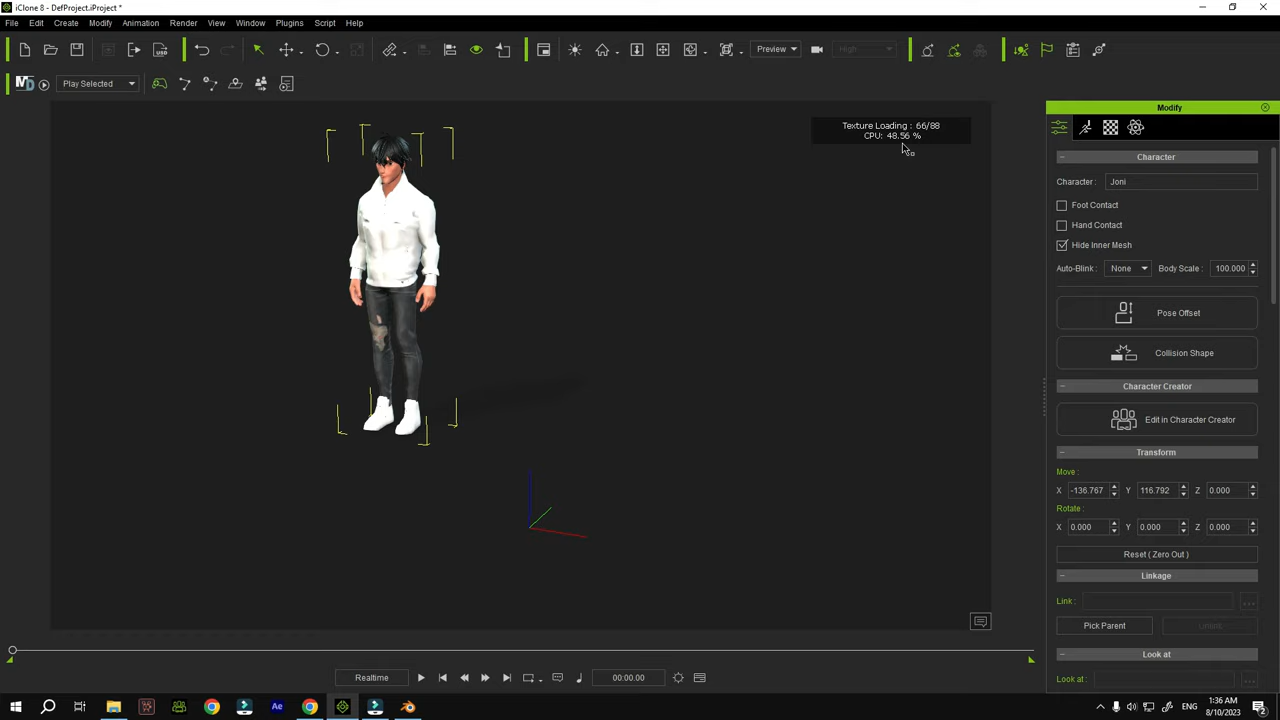 iClone 8 - DefProject.iProject *
File Edit Create Modify Animation Render View Window Plugins Script Help
Preview High
MD Play Selected
Modify
Texture Loading : 66/88
CPU: 48.56 %
Character
Character : Joni
Foot Contact
Hand Contact
Hide Inner Mesh
Auto-Blink: None Body Scale : 100.000
Pose Offset
Collision Shape
Character Creator
Edit in Character Creator
Transform
Move :
X -136.767 Y 116.792 Z 0.000
Rotate :
X 0.000 Y 0.000 Z 0.000
Reset ( Zero Out )
Linkage
Link :
Pick Parent Unlink
Look at
Look at :
Realtime 00:00.00
Ae ENG 1:36 AM
8/10/2023 2